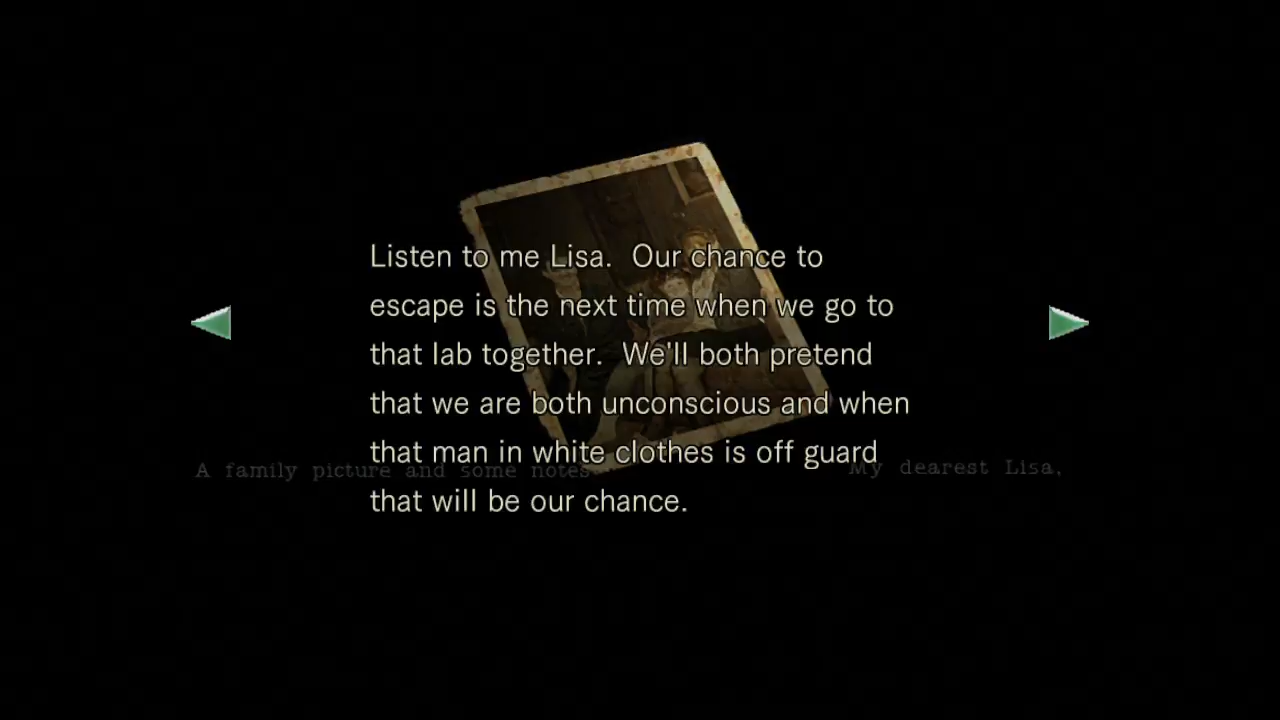 Listen to me Lisa.  Our chance to
escape is the next time when we go to
that lab together.  We'll both pretend
that we are both unconscious and when
that man in white clothes is off guard
that will be our chance.
A family picture and some notes
My dearest Lisa,